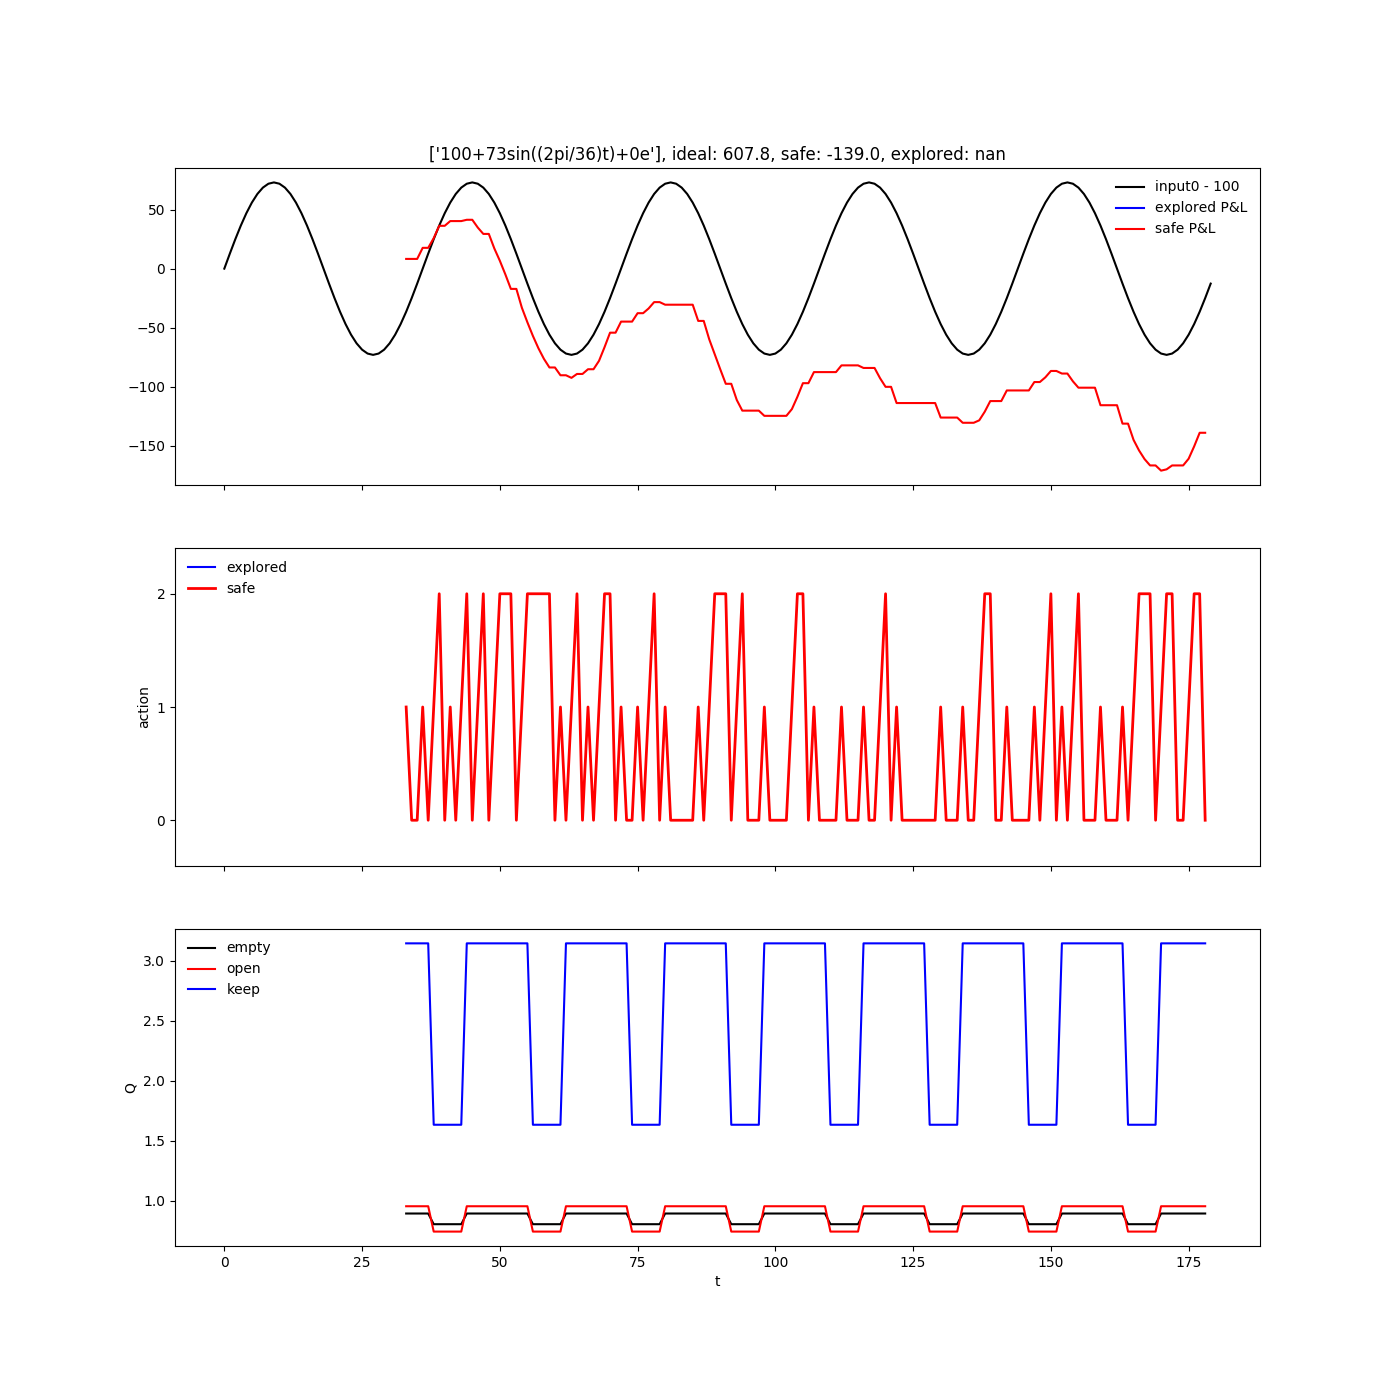 ['100+73sin((2pi/36)t)+0e'], ideal: 607.8, safe: -139.0, explored: nan
input0 - 100
explored P&L
safe P&L
50
0
−50
−100
−150
explored
safe
2
1
0
action
empty
open
keep
3.0
2.5
2.0
1.5
1.0
Q
0
25
50
75
100
125
150
175
t